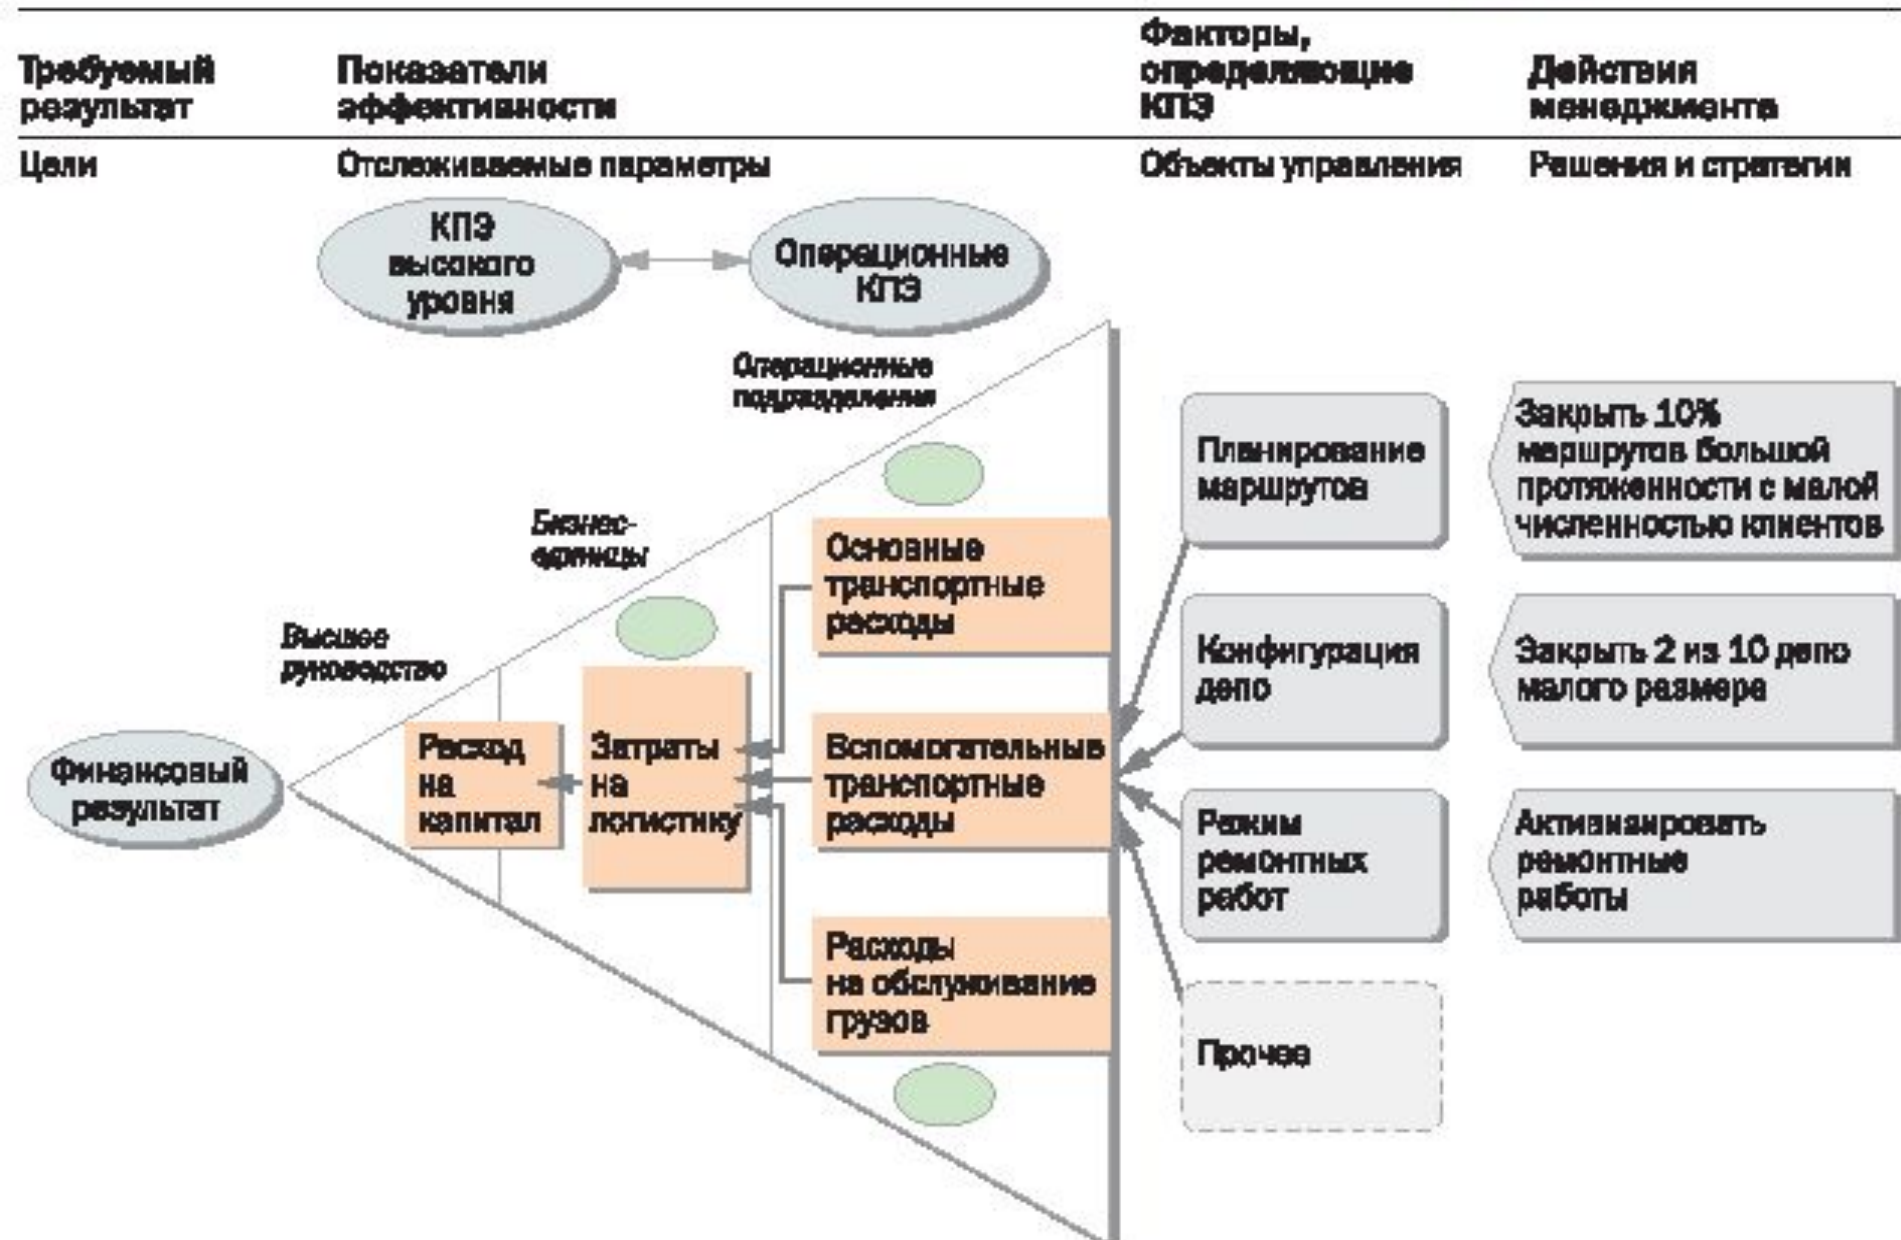 Требуемый
результат
Показатели
эффективности
Факторы,
определяющие
КПЭ
Действия
менеджмента
Цели
Отслеживаемые параметры
Объекты управления
Решения и стратегии
КПЭ
высокого
уровня
Операционные
КПЭ
Операционные
подразделения
Бизнес-
единицы
Высшее
руководство
Финансовый
результат
Расход
на
капитал
Затраты
на
логистику
Основные
транспортные
расходы
Вспомогательные
транспортные
расходы
Расходы
на обслуживание
грузов
Планирование
маршрутов
Конфигурация
депо
Режим
ремонтных
работ
Прочее
Закрыть 10%
маршрутов большой
протяженности с малой
численностью клиентов
Закрыть 2 из 10 депо
малого размера
Активизировать
ремонтные
работы